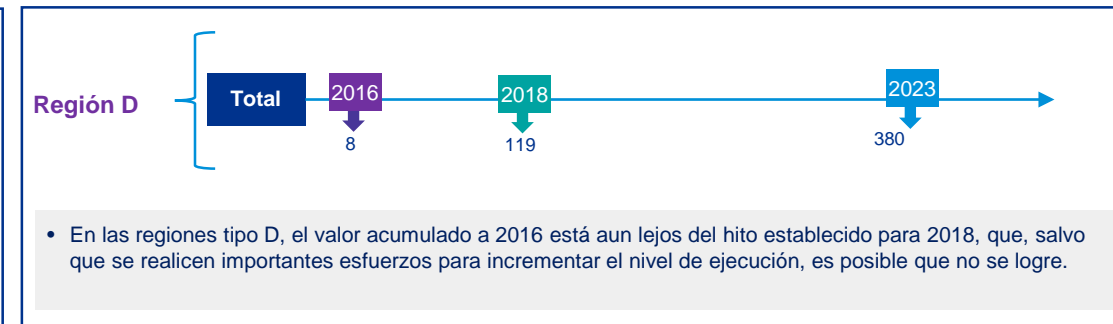 Región D
Total
2016
2018
2023
8
119
380
• En las regiones tipo D, el valor acumulado a 2016 está aun lejos del hito establecido para 2018, que, salvo
que se realicen importantes esfuerzos para incrementar el nivel de ejecución, es posible que no se logre.